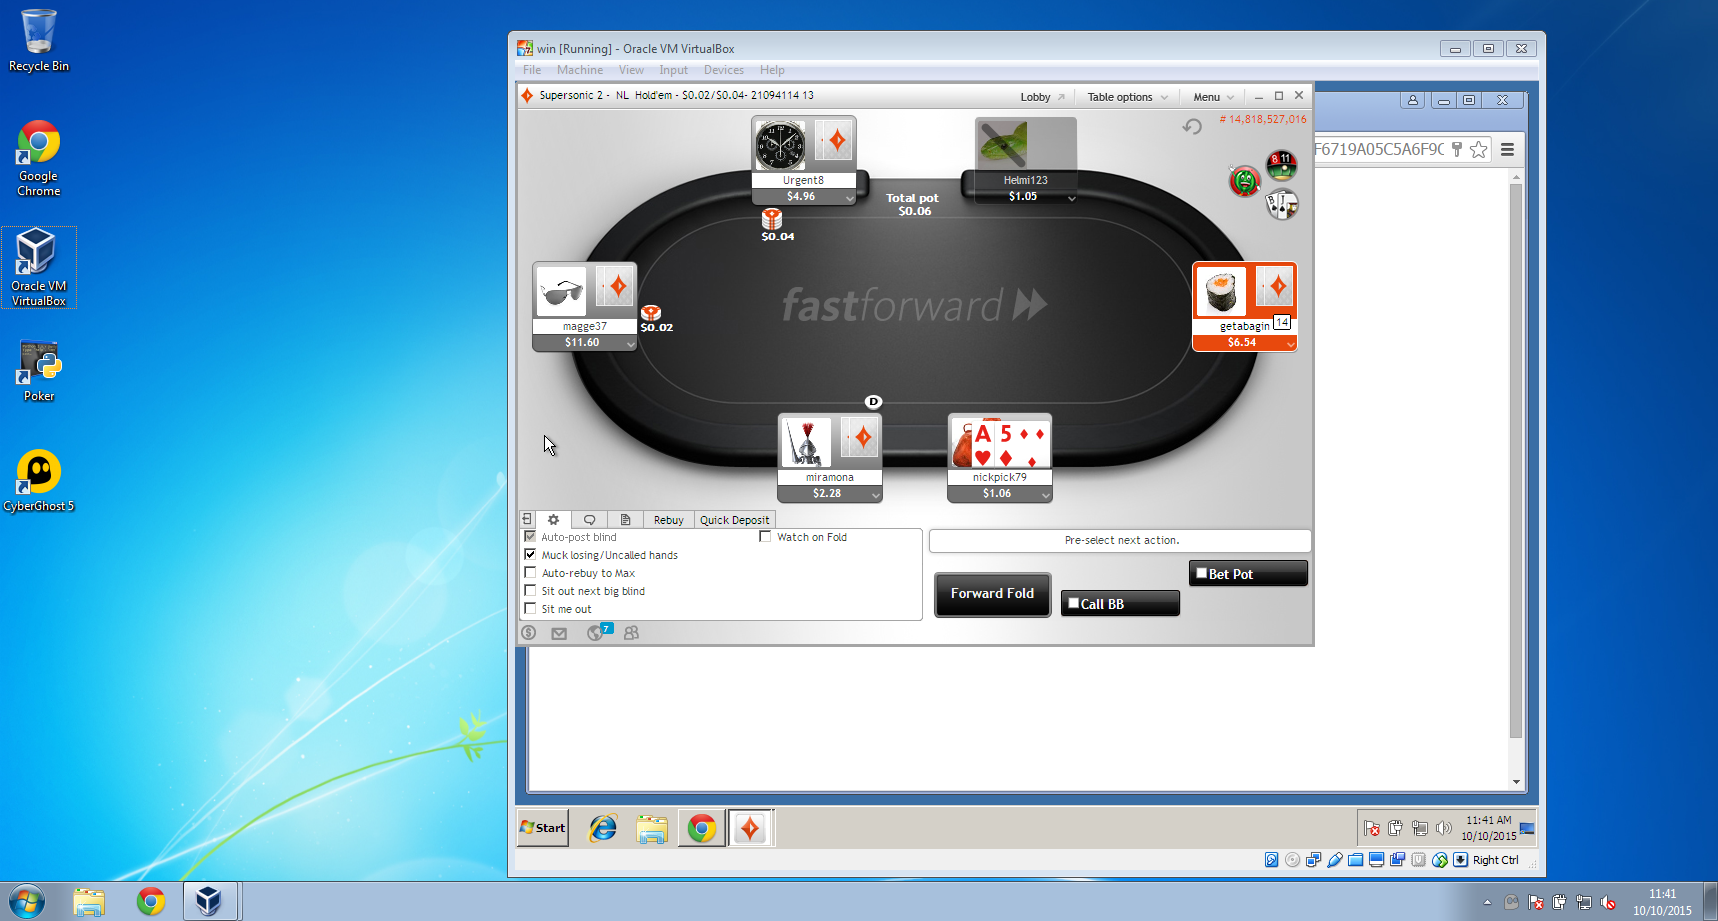 Recycle Bin
Google
Chrome
Oracle VM
VirtualBox
Poker
CyberGhost 5
win [Running] - Oracle VM VirtualBox
File Machine View Input Devices Help
Supersonic 2 - NL Hold'em - $0.02/$0.04- 21094114 13
Lobby Table options Menu
# 14,818,527,016
F6719A05C5A6F9C
Urgent8
$4.96
Helmi123
$1.05
8 11
Total pot
$0.06
$0.04
magge37
$11.60
$0.02
fastforward
getabagin 14
$6.54
D
miramona
$2.28
A 5
nickpick79
$1.06
Rebuy Quick Deposit
Auto-post blind
Watch on Fold
Muck losing/Uncalled hands
Auto-rebuy to Max
Sit out next big blind
Sit me out
Pre-select next action.
Forward Fold
Call BB
Bet Pot
7
Start
11:41 AM
10/10/2015
Right Ctrl
11:41
10/10/2015